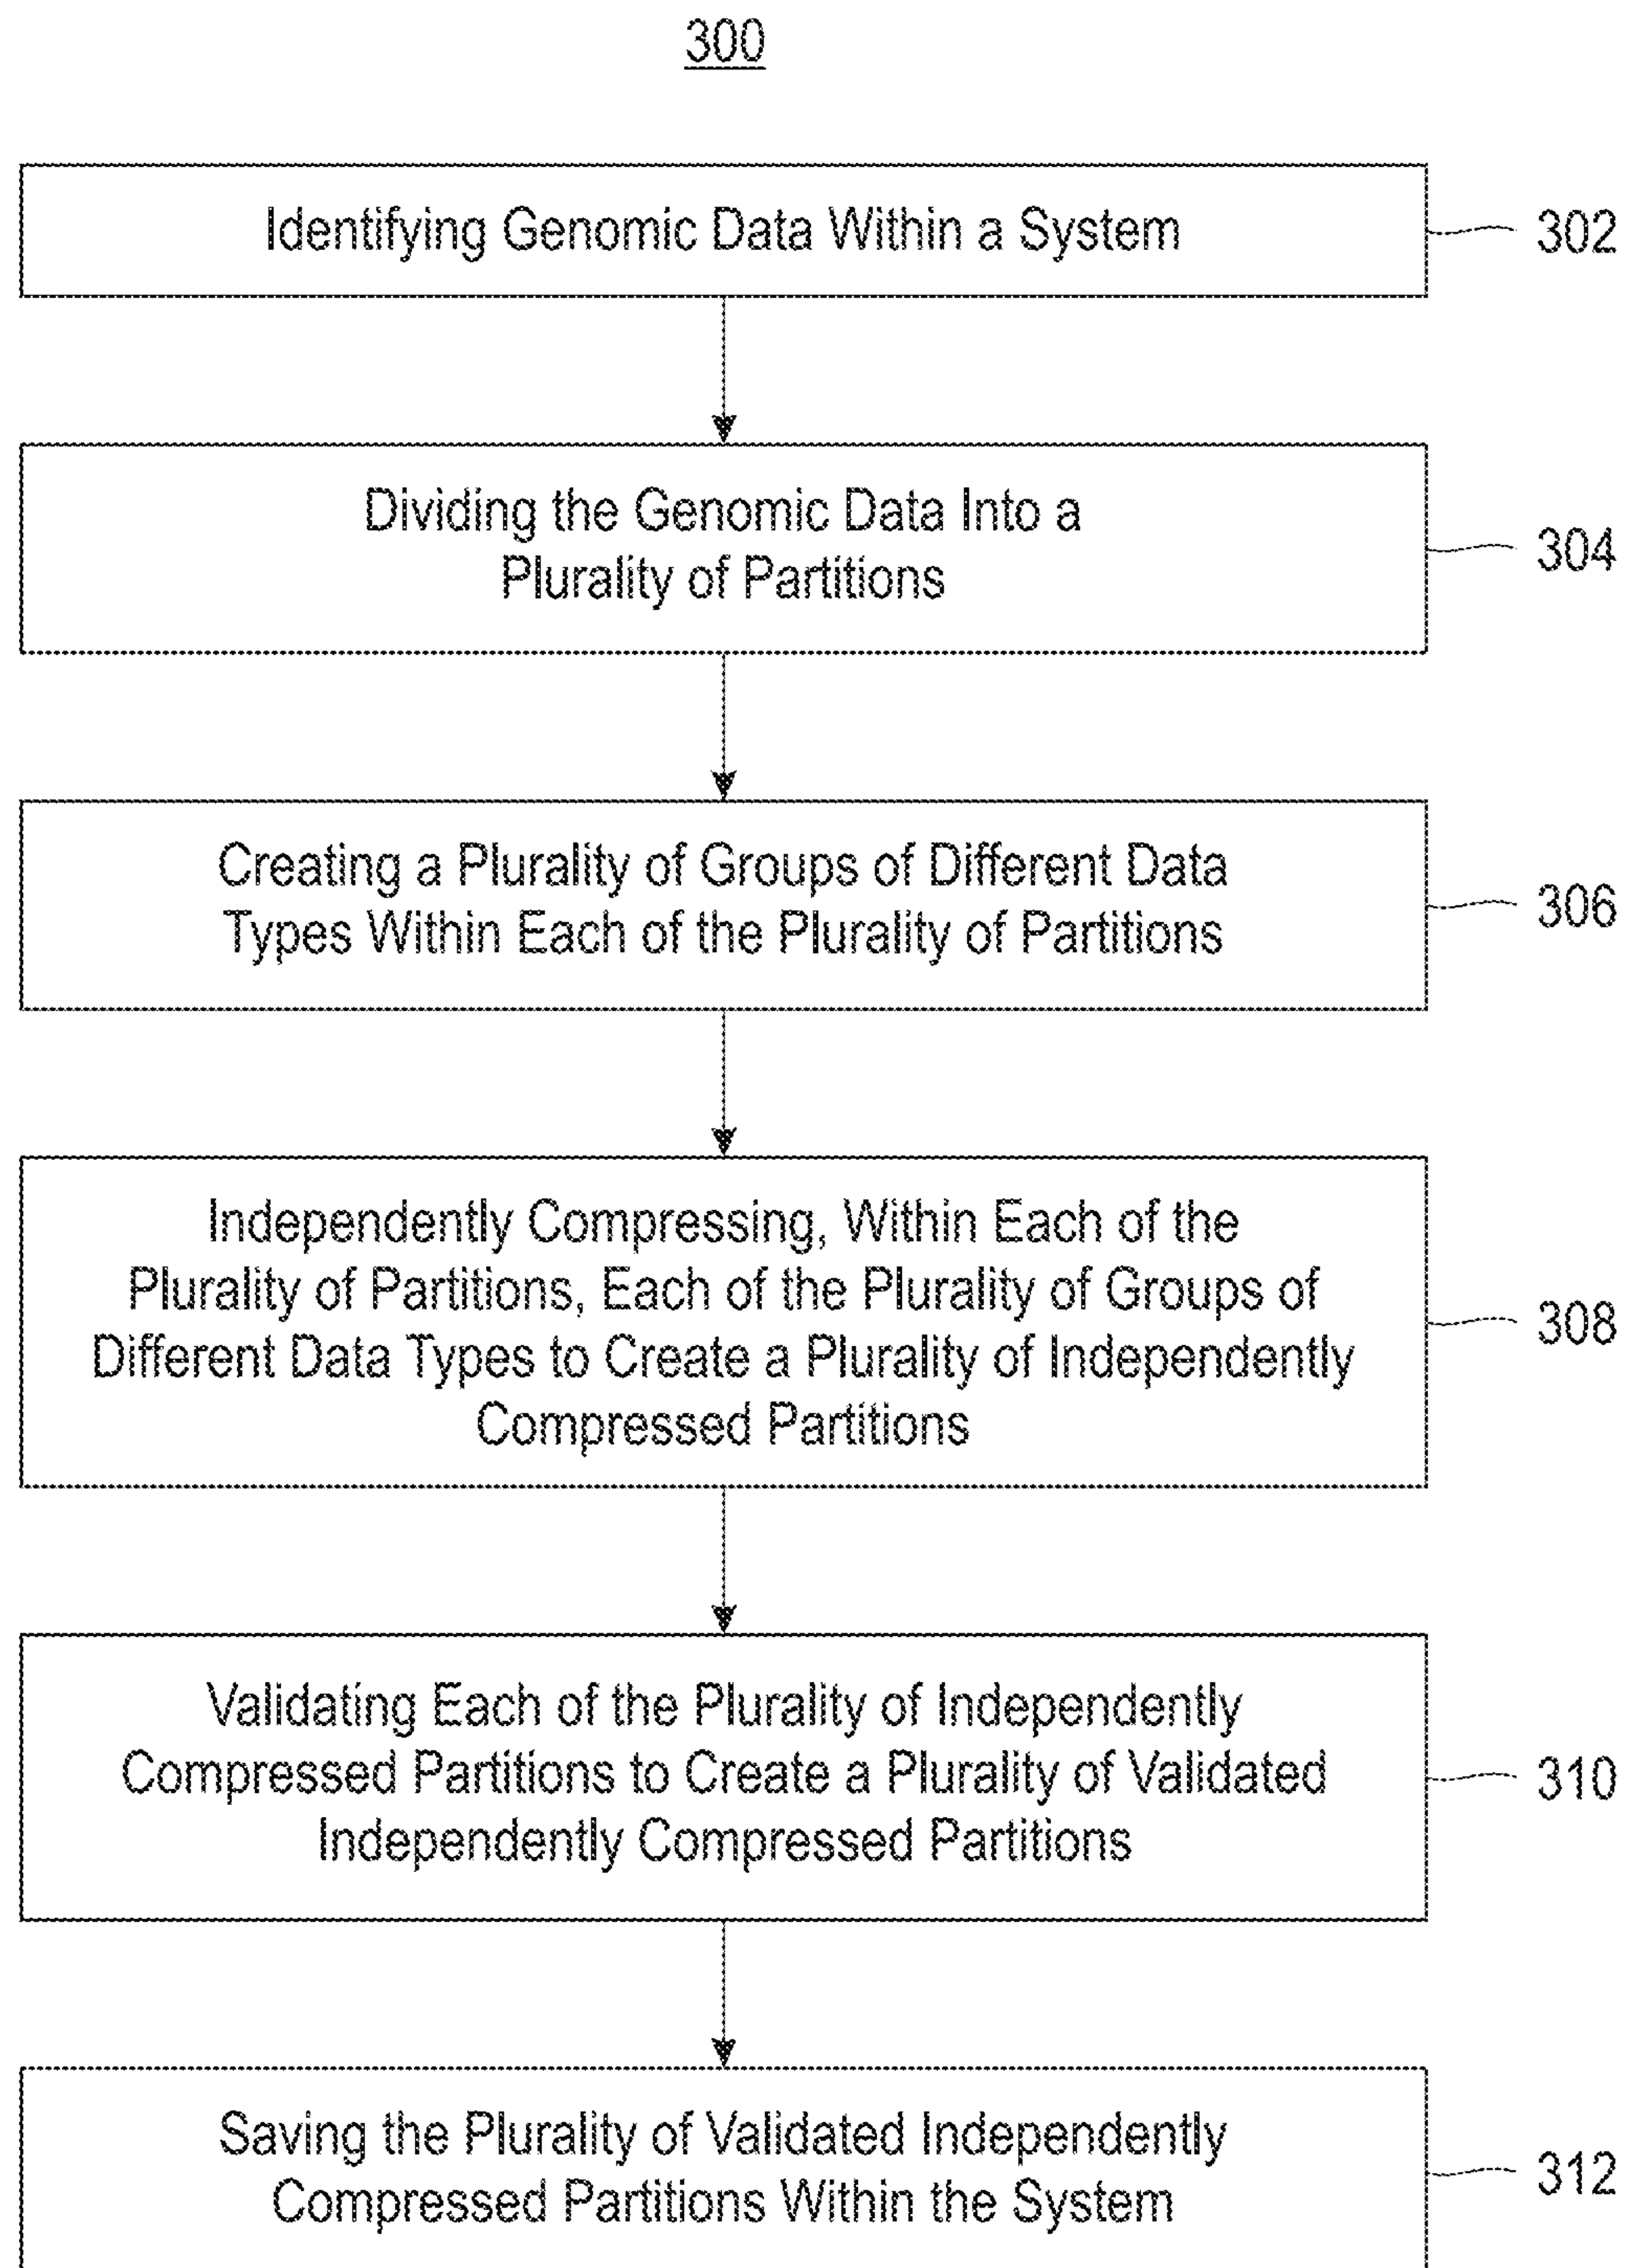 300
Identifying Genomic Data Within a System
302
Dividing the Genomic Data Into a
Plurality of Partitions
304
Creating a Plurality of Groups of Different Data
Types Within Each of the Plurality of Partitions
306
Independently Compressing, Within Each of the
Plurality of Partitions, Each of the Plurality of Groups of
Different Data Types to Create a Plurality of Independently
Compressed Partitions
308
Validating Each of the Plurality of Independently
Compressed Partitions to Create a Plurality of Validated
Independently Compressed Partitions
310
Saving the Plurality of Validated Independently
Compressed Partitions Within the System
312